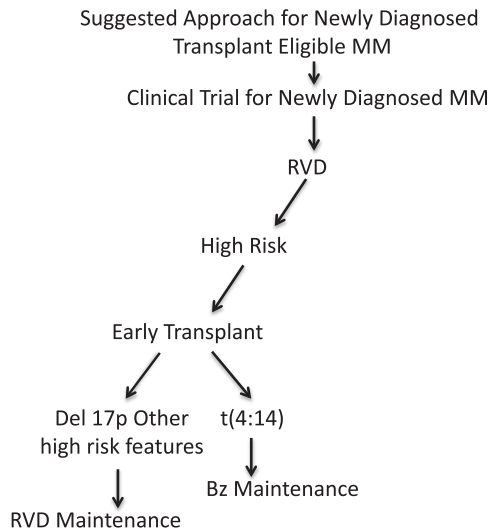 Suggested Approach for Newly Diagnosed
Transplant Eligible MM
Clinical Trial for Newly Diagnosed MM
RVD
High Risk
Early Transplant
Del 17p Other
high risk features
t(4:14)
RVD Maintenance
Bz Maintenance